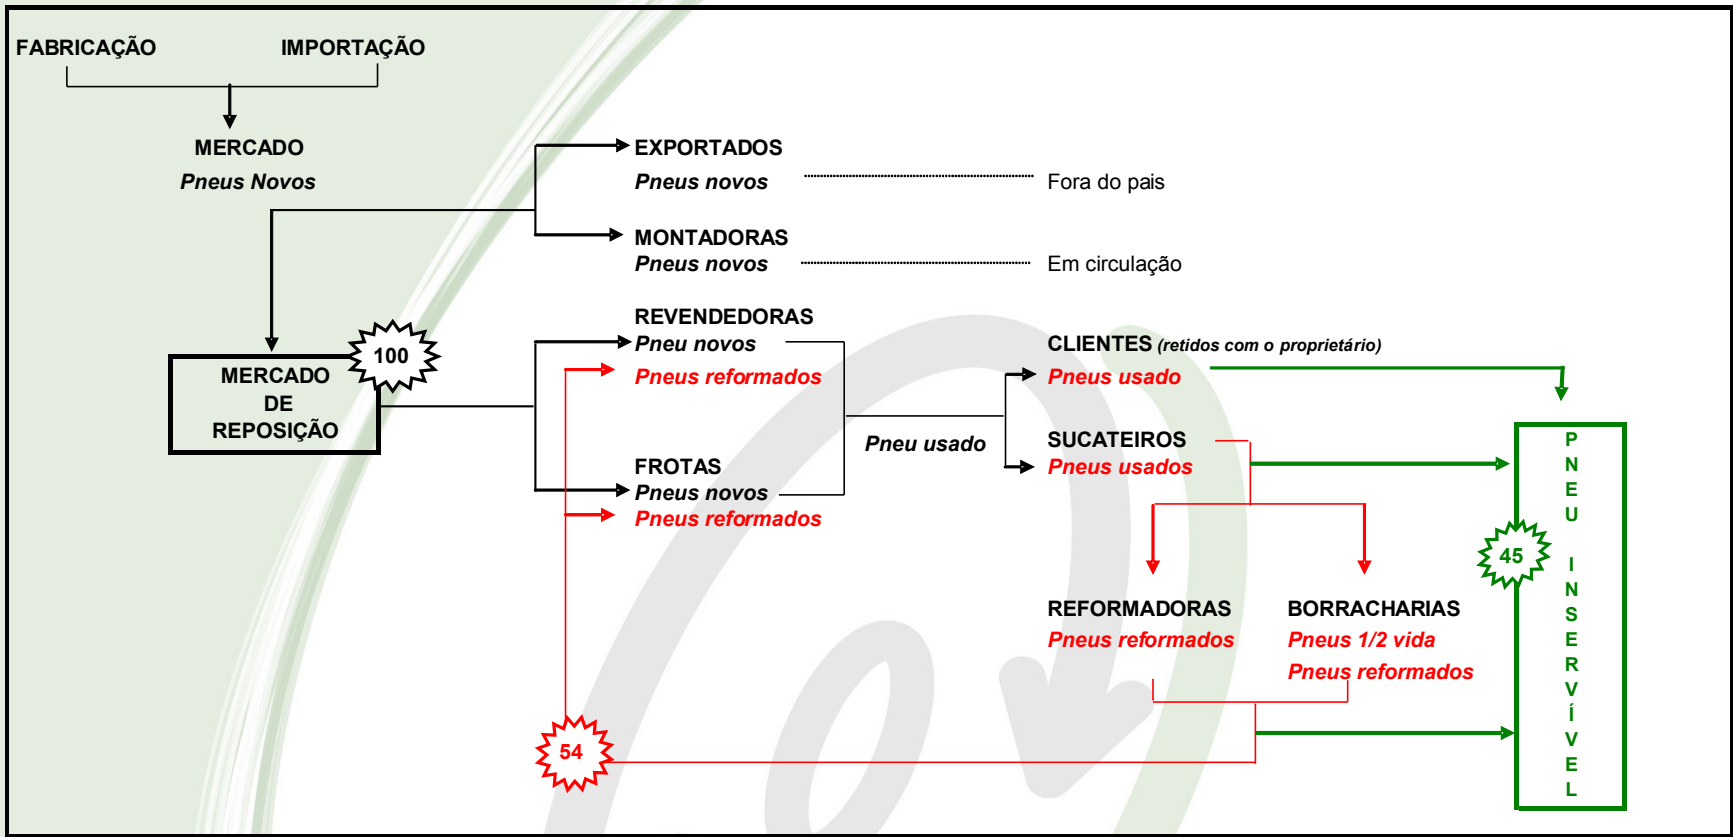 FABRICAÇÃO
IMPORTAÇÃO
MERCADO
Pneus Novos
EXPORTADOS
Pneus novos
Fora do pais
MONTADORAS
Pneus novos
Em circulação
100
MERCADO
DE
REPOSIÇÃO
REVENDEDORAS
Pneu novos
Pneus reformados
FROTAS
Pneus novos
Pneus reformados
Pneu usado
CLIENTES (retidos com o proprietário)
Pneus usado
SUCATEIROS
Pneus usados
REFORMADORAS
Pneus reformados
BORRACHARIAS
Pneus 1/2 vida
Pneus reformados
54
45
PNEU INSERVÍVEL